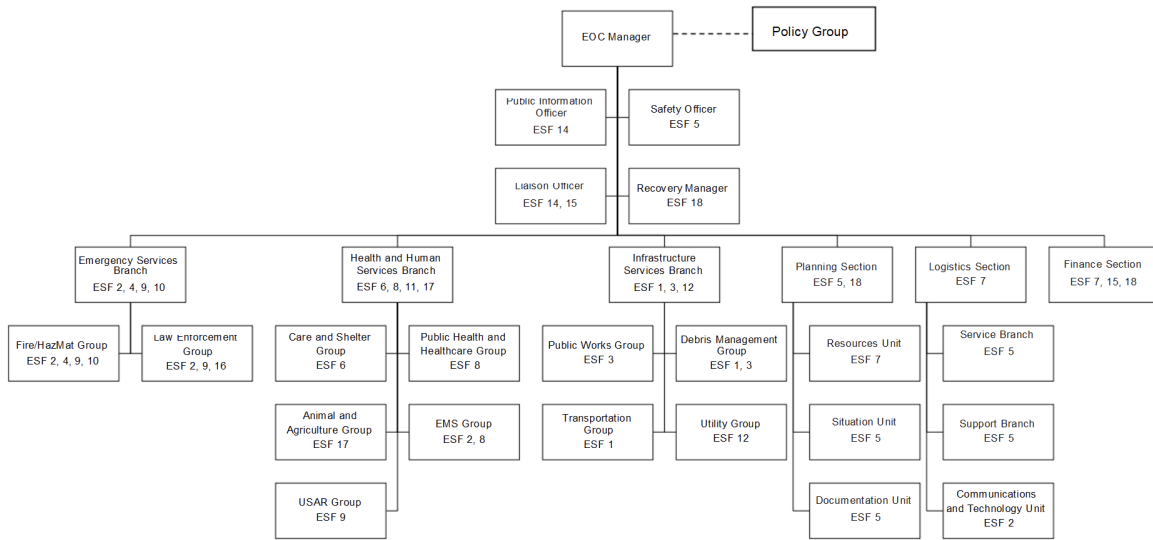 EOC Manager
Policy Group
Public Information
Officer
ESF 14
Safety Officer
ESF 5
Liaison Officer
ESF 14, 15
Recovery Manager
ESF 18
Emergency Services
Branch
ESF 2, 4, 9, 10
Health and Human
Services Branch
ESF 6, 8, 11, 17
Infrastructure
Services Branch
ESF 1, 3, 12
Planning Section
ESF 5, 18
Logistics Section
ESF 7
Finance Section
ESF 7, 15, 18
Fire/HazMat Group
ESF 2, 4, 9, 10
Law Enforcement
Group
ESF 2, 9, 16
Care and Shelter
Group
ESF 6
Public Health and
Healthcare Group
ESF 8
Public Works Group
ESF 3
Debris Management
Group
ESF 1, 3
Resources Unit
ESF 7
Service Branch
ESF 5
Animal and
Agriculture Group
ESF 17
EMS Group
ESF 2, 8
Transportation
Group
ESF 1
Utility Group
ESF 12
Situation Unit
ESF 5
Support Branch
ESF 5
USAR Group
ESF 9
Documentation Unit
ESF 5
Communications
and Technology Unit
ESF 2